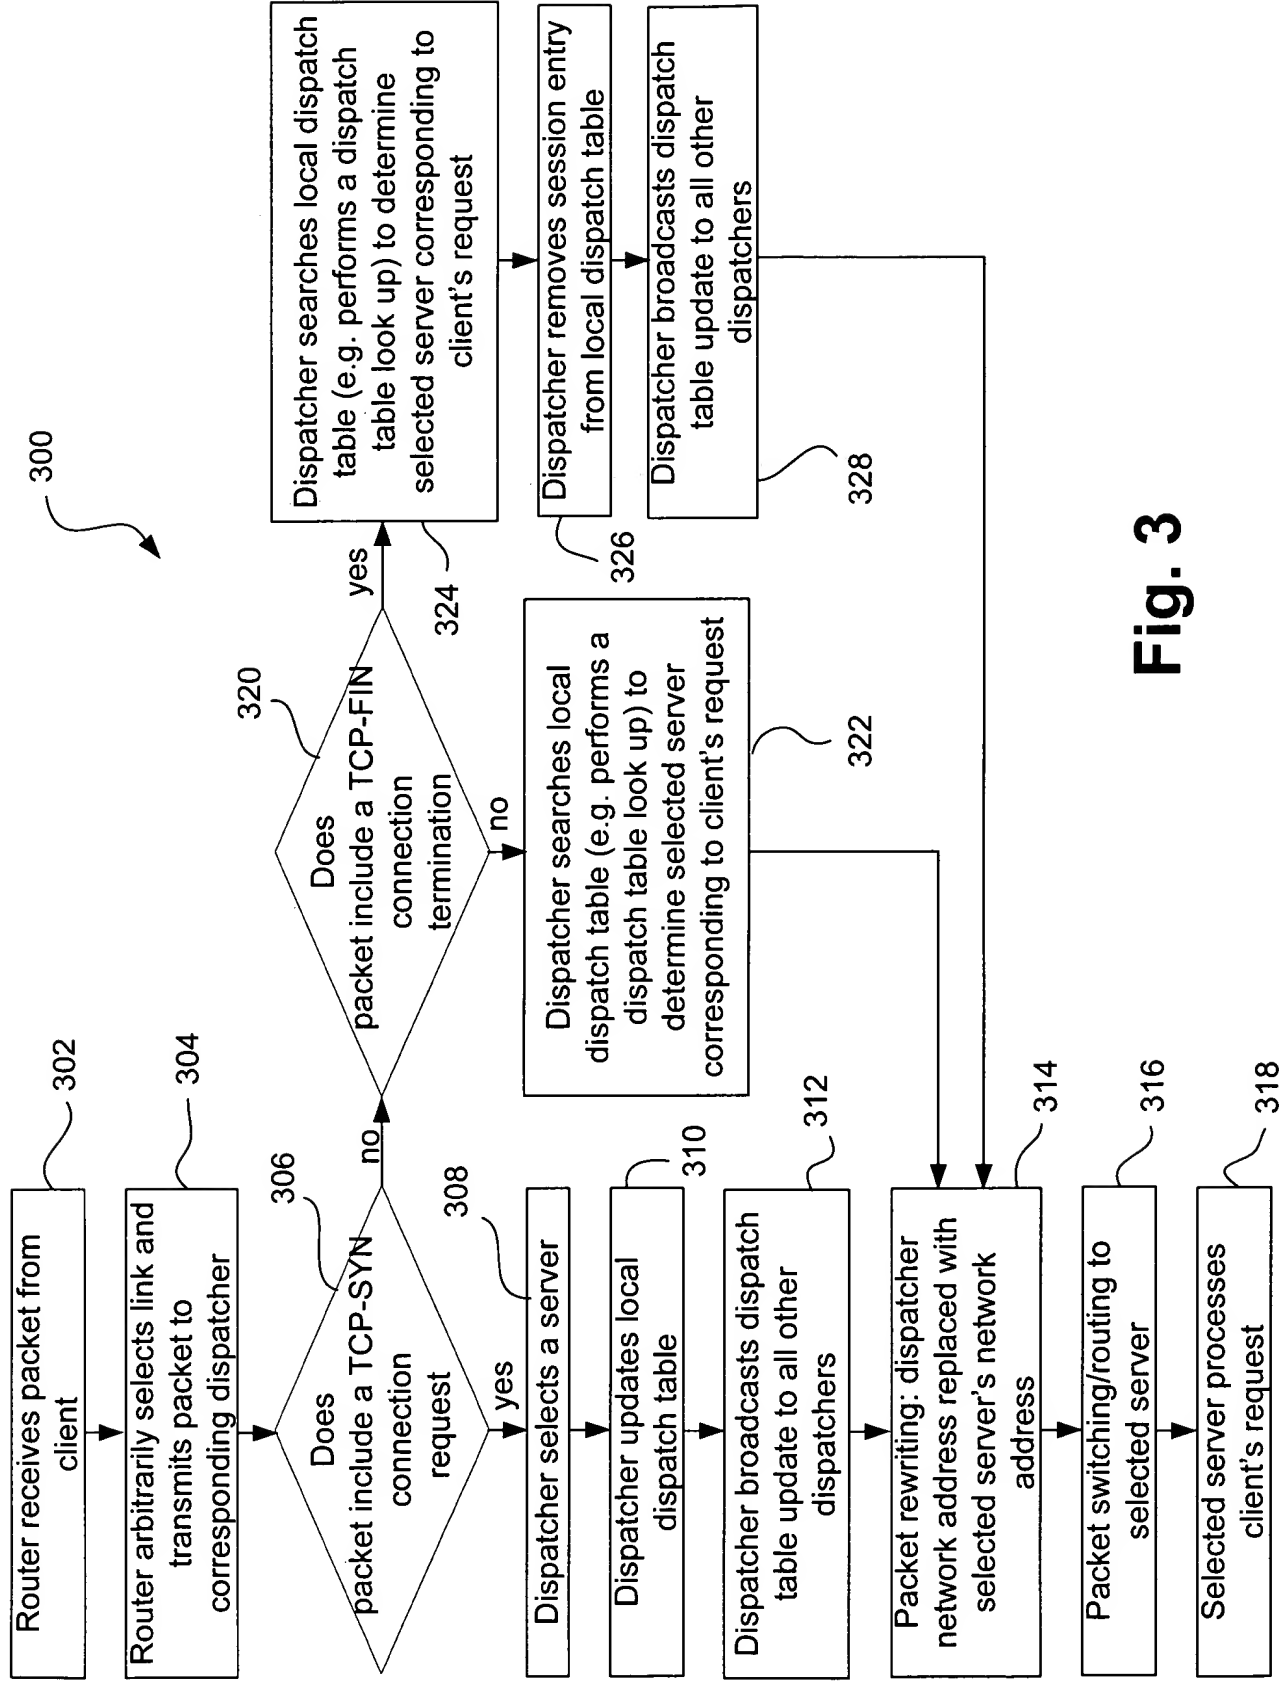 300
Router receives packet from
client
302
Router arbitrarily selects link and
transmits packet to
corresponding dispatcher
304
Does
packet include a TCP-SYN
connection
request
306
no
yes
Dispatcher selects a server
308
Dispatcher updates local
dispatch table
310
Dispatcher broadcasts dispatch
table update to all other
dispatchers
312
Packet rewriting: dispatcher
network address replaced with
selected server's network
address
314
Packet switching/routing to
selected server
316
Selected server processes
client's request
318
Does
packet include a TCP-FIN
connection
termination
320
yes
no
Dispatcher searches local
dispatch table (e.g. performs a
dispatch table look up) to
determine selected server
corresponding to client's request
322
Dispatcher searches local dispatch
table (e.g. performs a dispatch
table look up) to determine
selected server corresponding to
client's request
324
Dispatcher removes session entry
from local dispatch table
326
Dispatcher broadcasts dispatch
table update to all other
dispatchers
328
Fig. 3